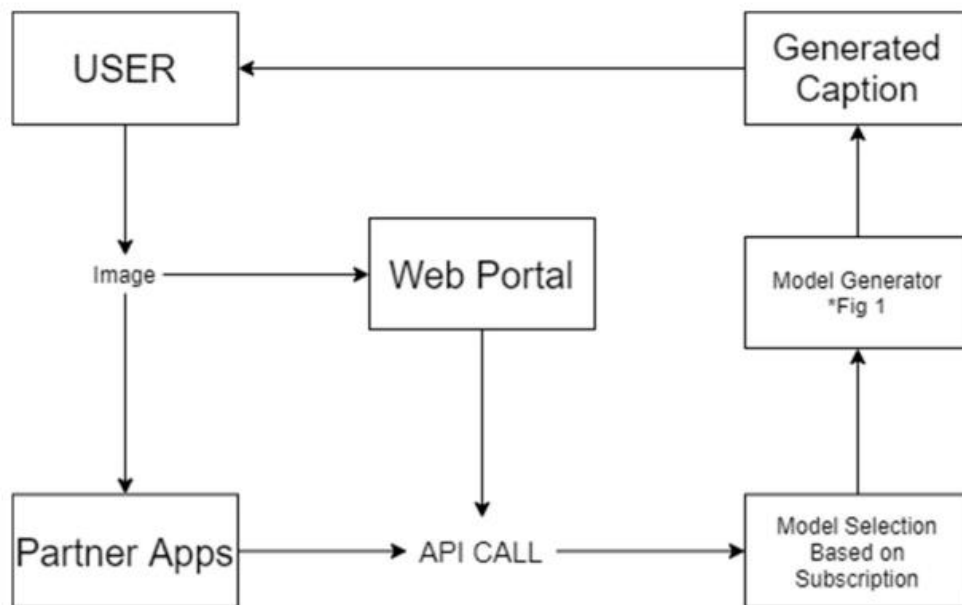 USER
Generated
Caption
Image
Web Portal
Model Generator
*Fig 1
Partner Apps
API CALL
Model Selection
Based on
Subscription